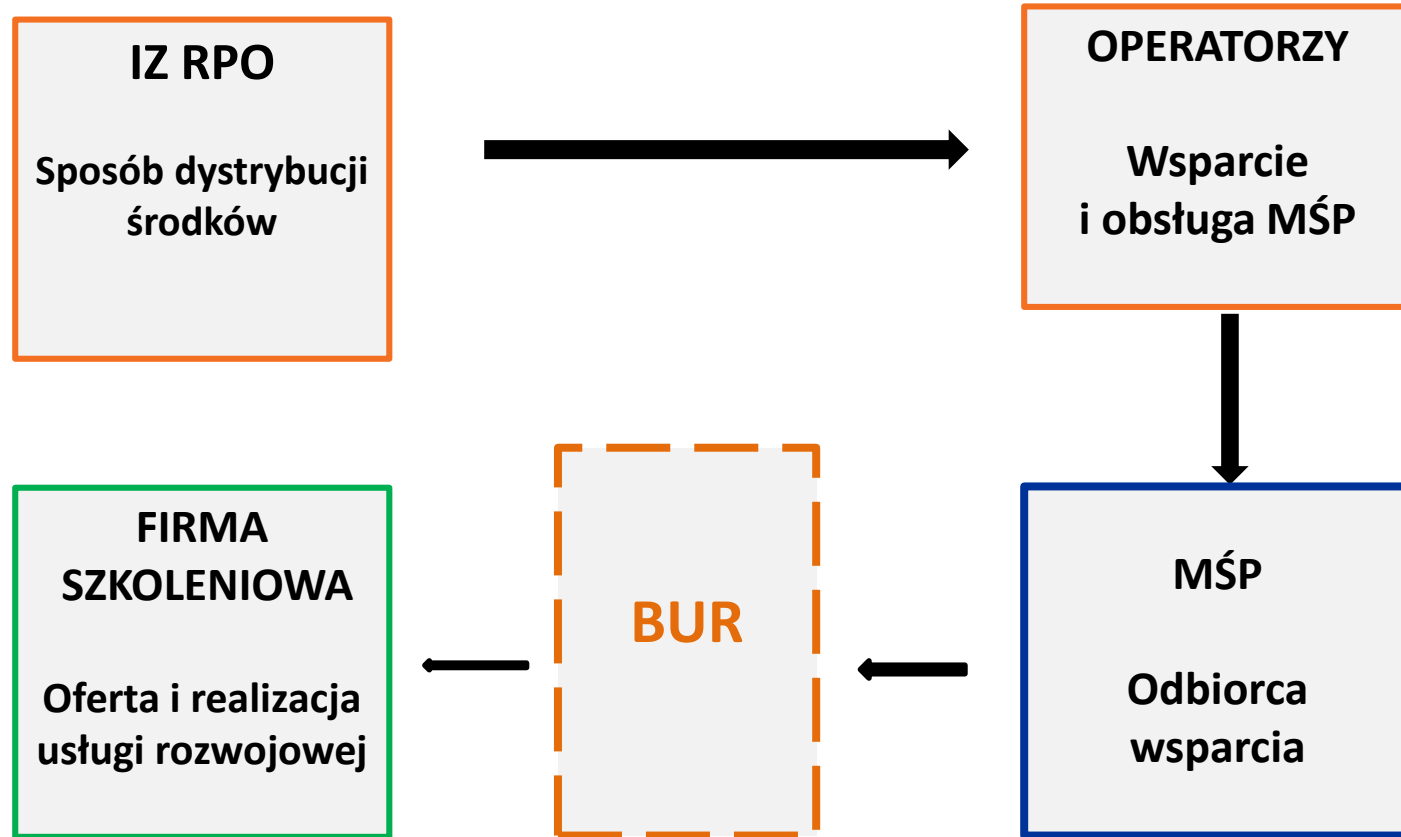 IZ RPO
Sposób dystrybucji
środków
OPERATORZY
Wsparcie
i obsługa MŚP
FIRMA
SZKOLENIOWA
Oferta i realizacja
usługi rozwojowej
BUR
MŚP
Odbiorca
wsparcia